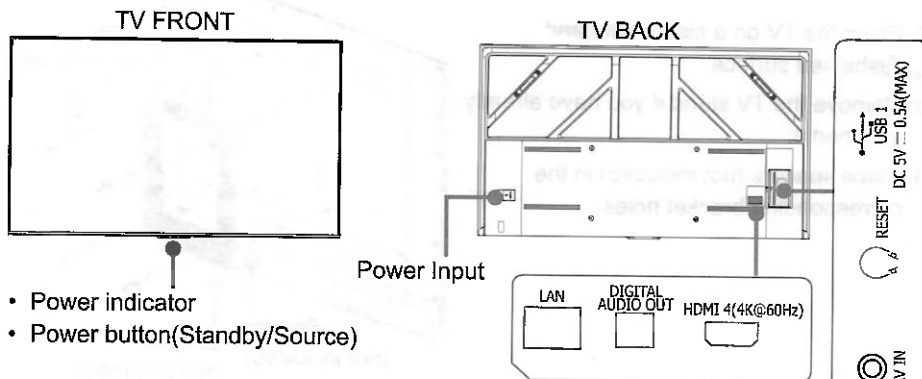 TV FRONT
TV BACK
Power Input
• Power indicator
• Power button(Standby/Source)
LAN
DIGITAL
AUDIO OUT
HDMI 4(4K@60Hz)
USB 1
DC 5V ⎓ 0.5A(MAX)
RESET